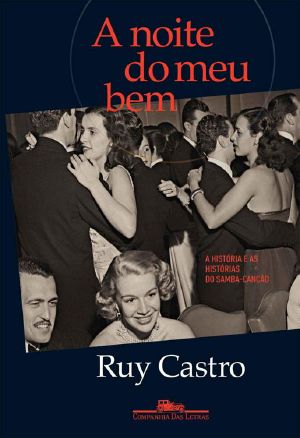 A noite
do meu
bem
A HISTÓRIA E AS
HISTÓRIAS
DO SAMBA-CANÇÃO
Ruy Castro
COMPANHIA DAS LETRAS